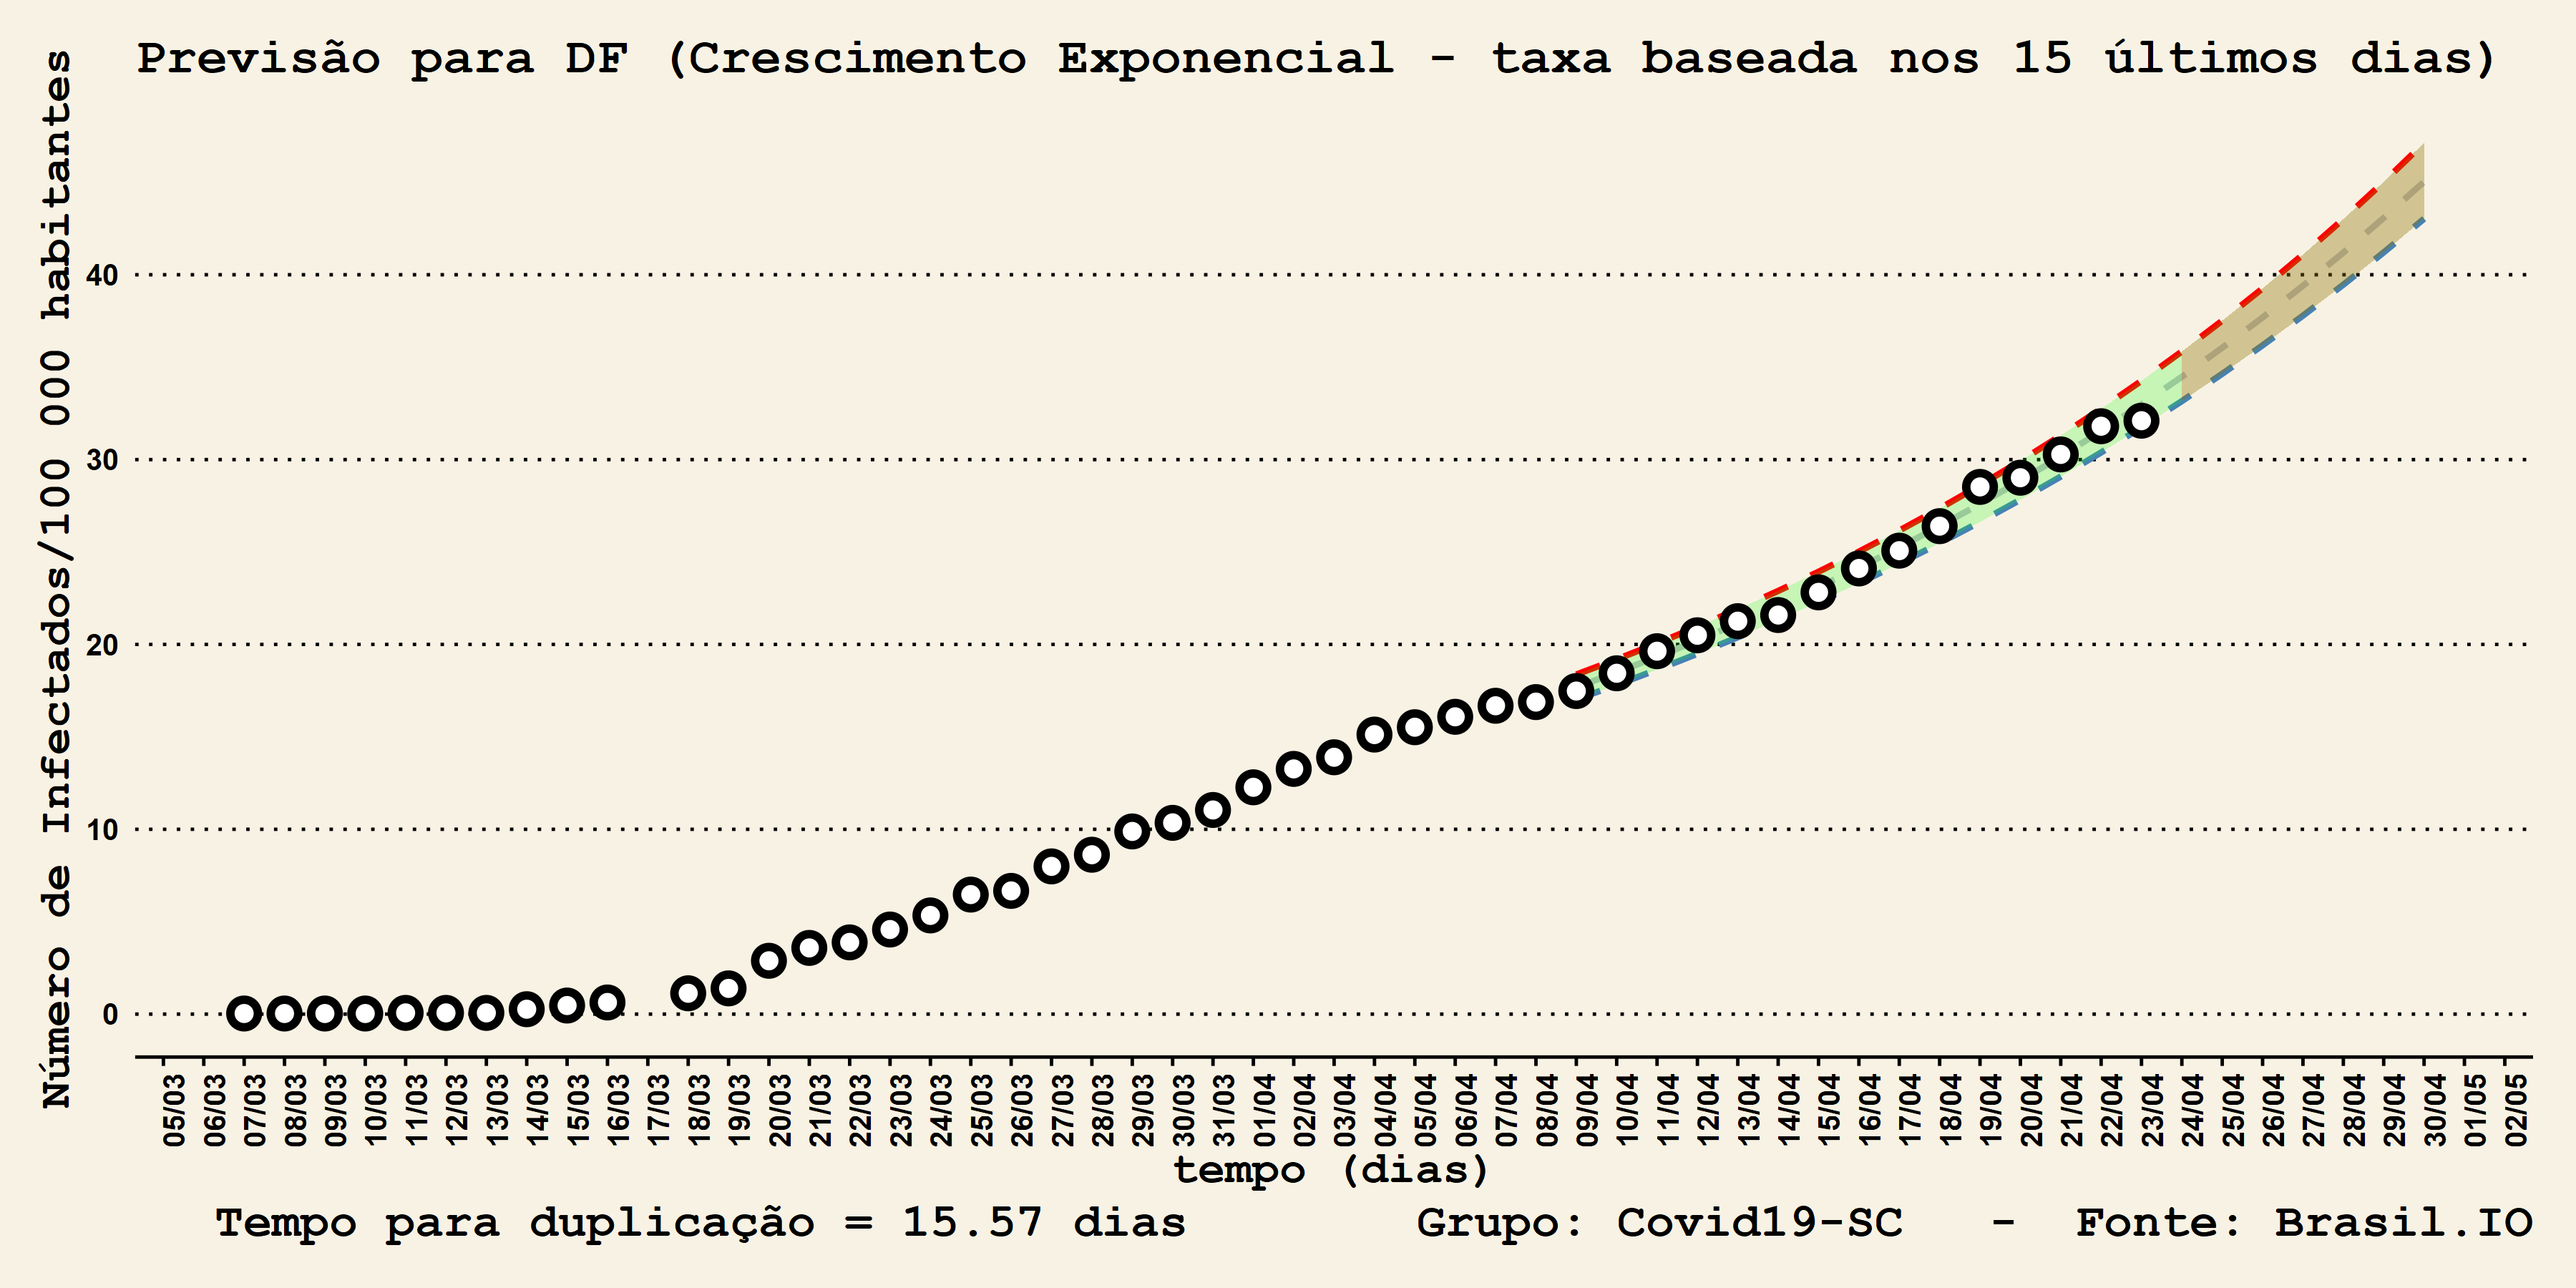 Previsão para DF (Crescimento Exponencial - taxa baseada nos 15 últimos dias)
Número de Infectados/100 000 habitantes
40
30
20
10
0
05/03 06/03 07/03 08/03 09/03 10/03 11/03 12/03 13/03 14/03 15/03 16/03 17/03 18/03 19/03 20/03 21/03 22/03 23/03 24/03 25/03 26/03 27/03 28/03 29/03 30/03 31/03 01/04 02/04 03/04 04/04 05/04 06/04 07/04 08/04 09/04 10/04 11/04 12/04 13/04 14/04 15/04 16/04 17/04 18/04 19/04 20/04 21/04 22/04 23/04 24/04 25/04 26/04 27/04 28/04 29/04 30/04 01/05 02/05
tempo (dias)
Tempo para duplicação = 15.57 dias Grupo: Covid19-SC - Fonte: Brasil.IO